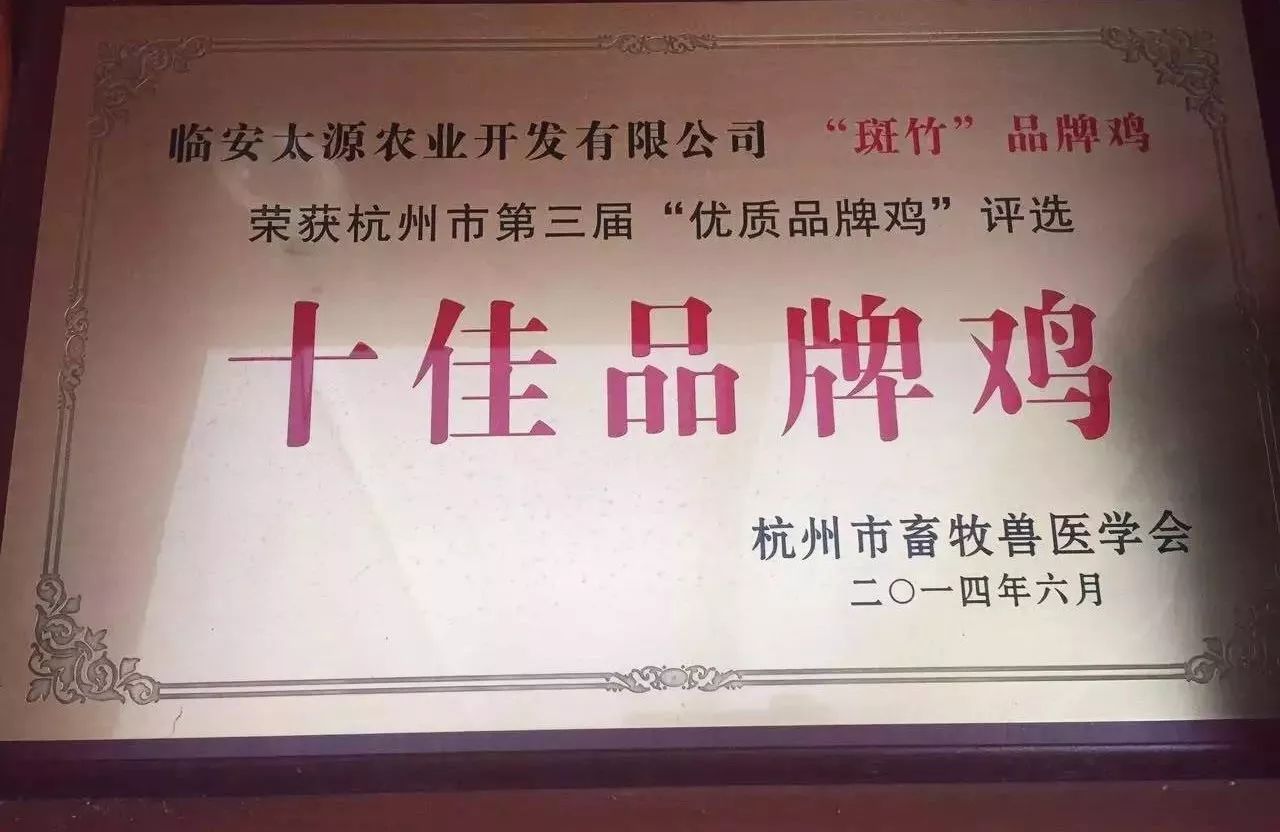 临安太源农业开发有限公司 “斑竹”品牌鸡
荣获杭州市第三届“优质品牌鸡”评选
十佳品牌鸡
杭州市畜牧兽医学会
二〇一四年六月